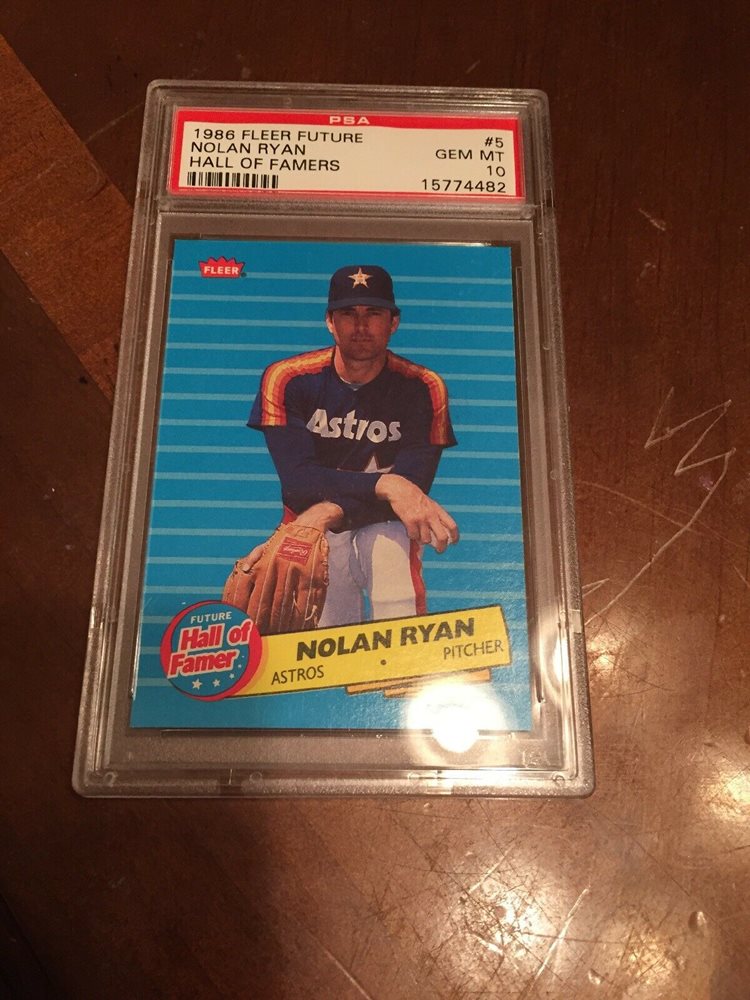 PSA
1986 FLEER FUTURE #5
NOLAN RYAN GEM MT
HALL OF FAMERS 10
15774482
FLEER
Astros
Rawlings
FUTURE
Hall of
Famer
NOLAN RYAN
ASTROS • PITCHER